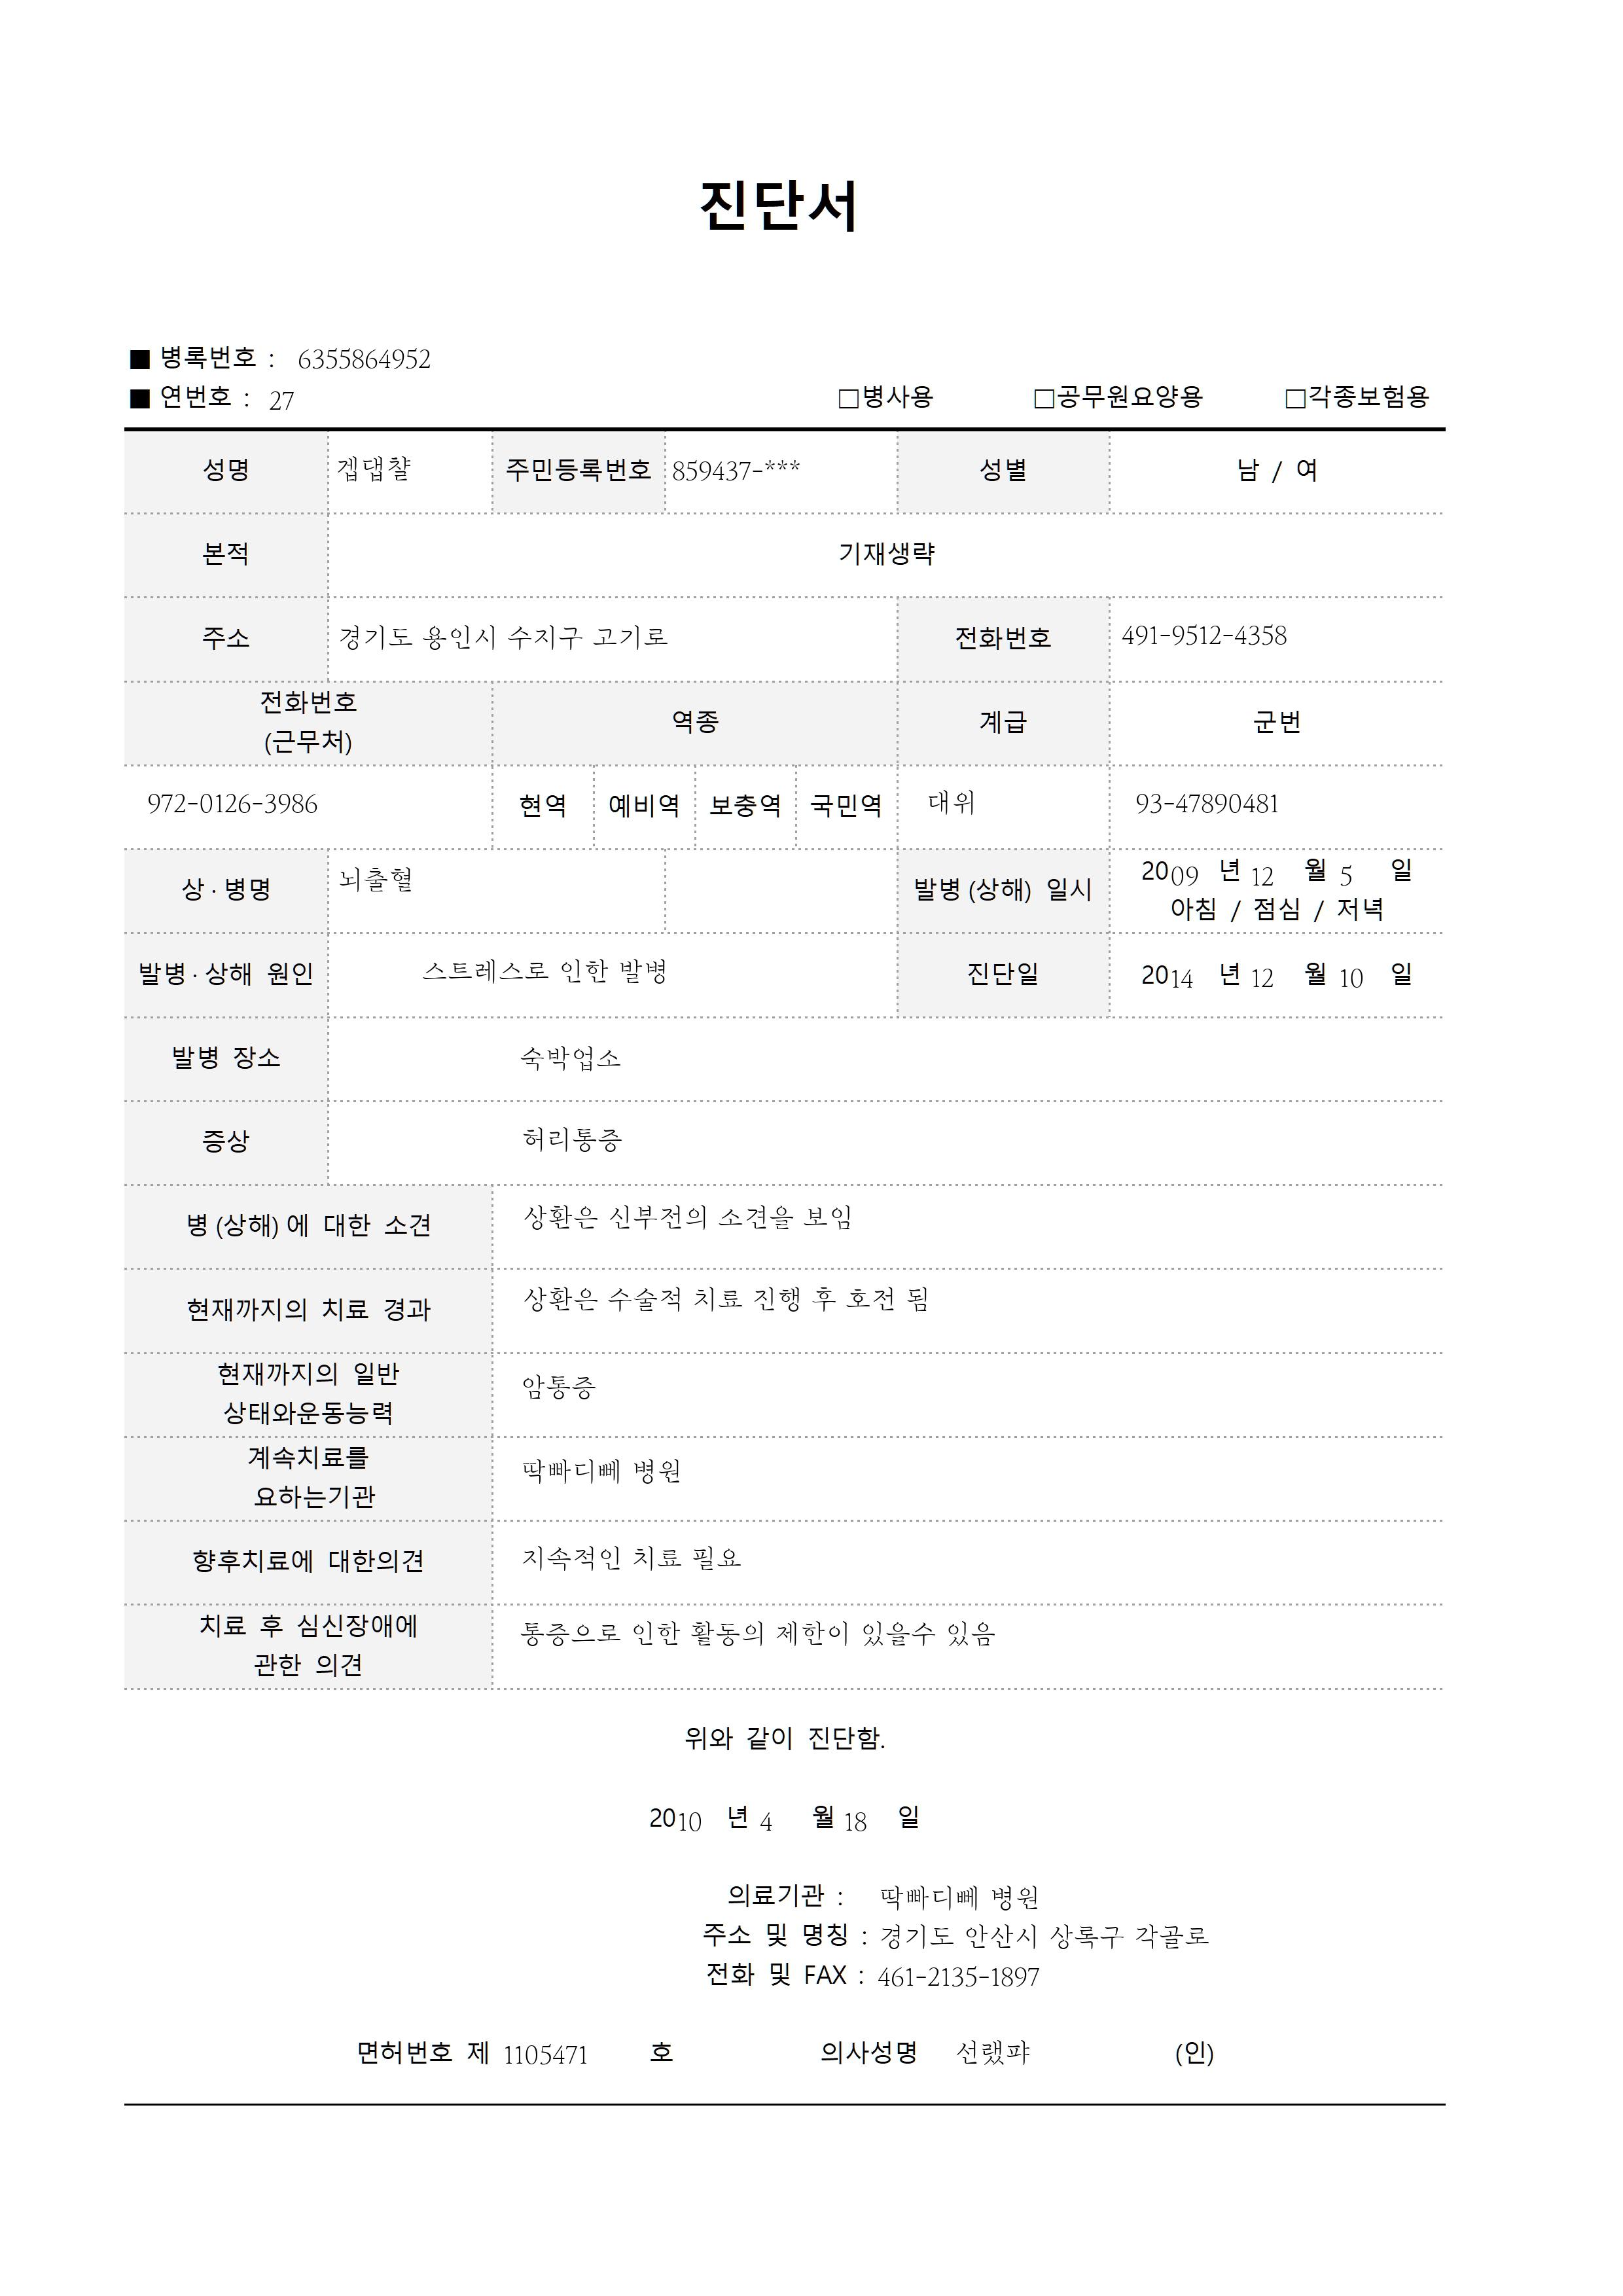 진단서
■ 병록번호 : 6355864952
■ 연번호 : 27 □병사용 □공무원요양용 □각종보험용
성명 겝댑챨 주민등록번호 859437-*** 성별 남 / 여
본적 기재생략
주소 경기도 용인시 수지구 고기로 전화번호 491-9512-4358
전화번호
(근무처) 역종 계급 군번
972-0126-3986 현역 예비역 보충역 국민역 대위 93-47890481
상·병명 뇌출혈 발병(상해) 일시 2009 년 12 월 5 일
아침 / 점심 / 저녁
발병·상해 원인 스트레스로 인한 발병 진단일 2014 년 12 월 10 일
발병 장소 숙박업소
증상 허리통증
병(상해)에 대한 소견 상환은 신부전의 소견을 보임
현재까지의 치료 경과 상환은 수술적 치료 진행 후 호전 됨
현재까지의 일반
상태와운동능력 암통증
계속치료를
요하는기관 딱빠디뻬 병원
향후치료에 대한의견 지속적인 치료 필요
치료 후 심신장애에
관한 의견 통증으로 인한 활동의 제한이 있을수 있음
위와 같이 진단함.
2010 년 4 월 18 일
의료기관 : 딱빠디뻬 병원
주소 및 명칭 : 경기도 안산시 상록구 각골로
전화 및 FAX : 461-2135-1897
면허번호 제 1105471 호 의사성명 선랬퍄 (인)